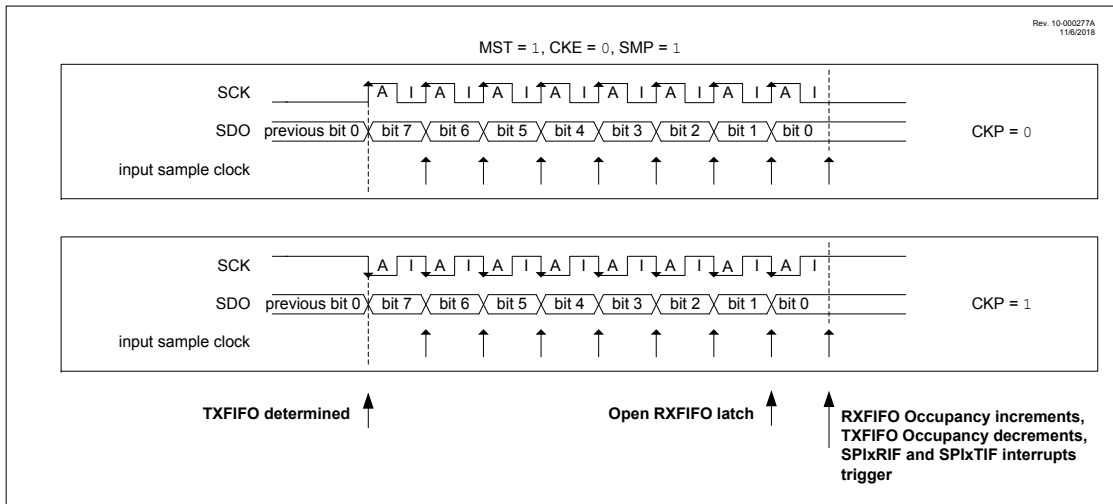 Rev. 10-000277A
11/6/2018
MST = 1, CKE = 0, SMP = 1
SCK A I A I A I A I A I A I A I A I
SDO previous bit 0 bit 7 bit 6 bit 5 bit 4 bit 3 bit 2 bit 1 bit 0 CKP = 0
input sample clock
SCK A I A I A I A I A I A I A I A I
SDO previous bit 0 bit 7 bit 6 bit 5 bit 4 bit 3 bit 2 bit 1 bit 0 CKP = 1
input sample clock
TXFIFO determined
Open RXFIFO latch
RXFIFO Occupancy increments,
TXFIFO Occupancy decrements,
SPIxRIF and SPIxTIF interrupts
trigger